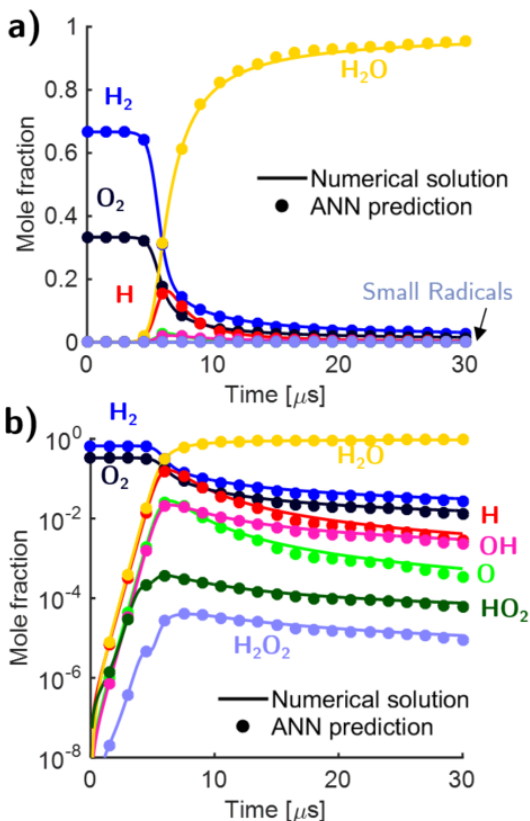 a)
1
0.8
0.6
0.4
0.2
0
Mole fraction
H₂
O₂
H
H₂O
Numerical solution
ANN prediction
Small Radicals
0 10 20 30
Time [μs]
b)
10⁰
10⁻²
10⁻⁴
10⁻⁶
10⁻⁸
Mole fraction
H₂
O₂
H₂O
H
OH
O
HO₂
H₂O₂
Numerical solution
ANN prediction
0 10 20 30
Time [μs]